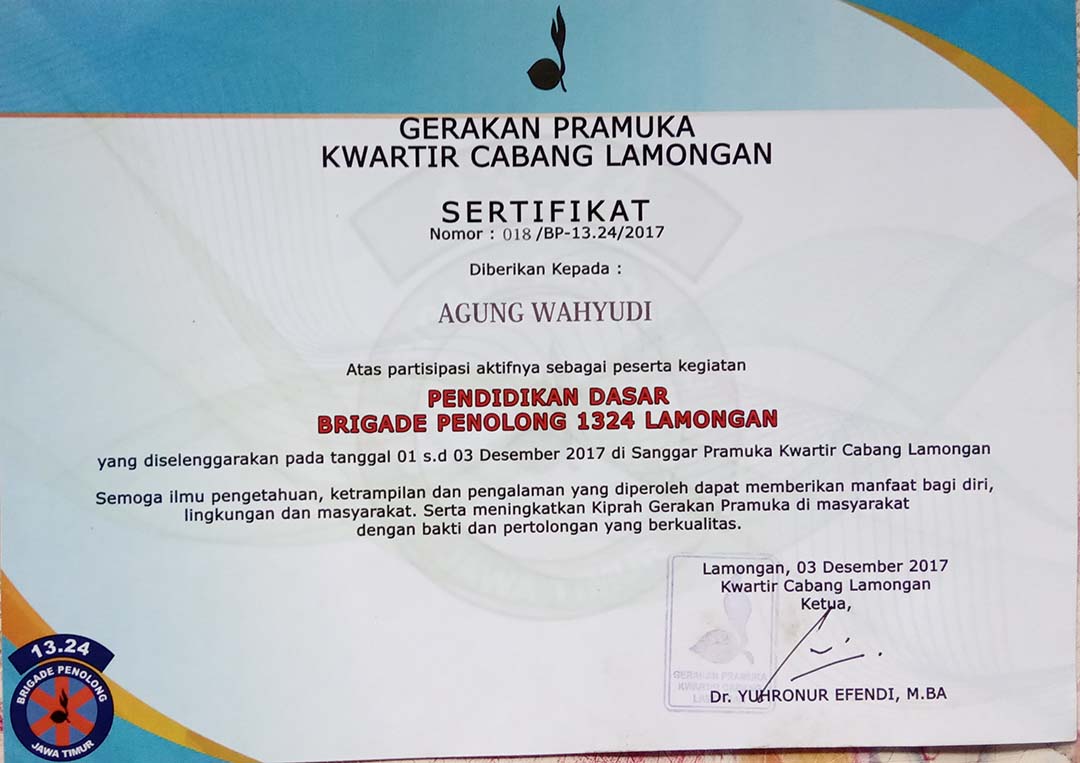 GERAKAN PRAMUKA
KWARTIR CABANG LAMONGAN
SERTIFIKAT
Nomor : 018 /BP-13.24/2017
Diberikan Kepada :
AGUNG WAHYUDI
Atas partisipasi aktifnya sebagai peserta kegiatan
PENDIDIKAN DASAR
BRIGADE PENOLONG 1324 LAMONGAN
yang diselenggarakan pada tanggal 01 s.d 03 Desember 2017 di Sanggar Pramuka Kwartir Cabang Lamongan
Semoga ilmu pengetahuan, ketrampilan dan pengalaman yang diperoleh dapat memberikan manfaat bagi diri,
lingkungan dan masyarakat. Serta meningkatkan Kiprah Gerakan Pramuka di masyarakat
dengan bakti dan pertolongan yang berkualitas.
Lamongan, 03 Desember 2017
Kwartir Cabang Lamongan
Ketua,
GERAKAN PRAMUKA
KWARTIR
Dr. YUHRONUR EFENDI, M.BA
13.24
BRIGADE PENOLONG
JAWA TIMUR